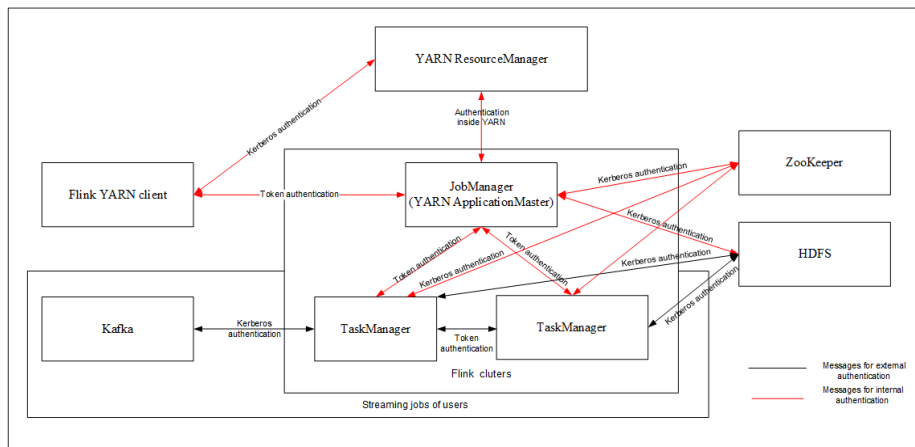 YARN ResourceManager
Kerberos authentication
Authentication
inside YARN
Flink YARN client
Token authentication
JobManager
(YARN ApplicationMaster)
Kerberos authentication
ZooKeeper
Kerberos authentication
HDFS
Token authentication
Kerberos authentication
Token authentication
Kerberos authentication
Kerberos authentication
Kafka
Kerberos
authentication
TaskManager
Token
authentication
TaskManager
Flink cluters
Streaming jobs of users
Messages for external
authentication
Messages for internal
authentication